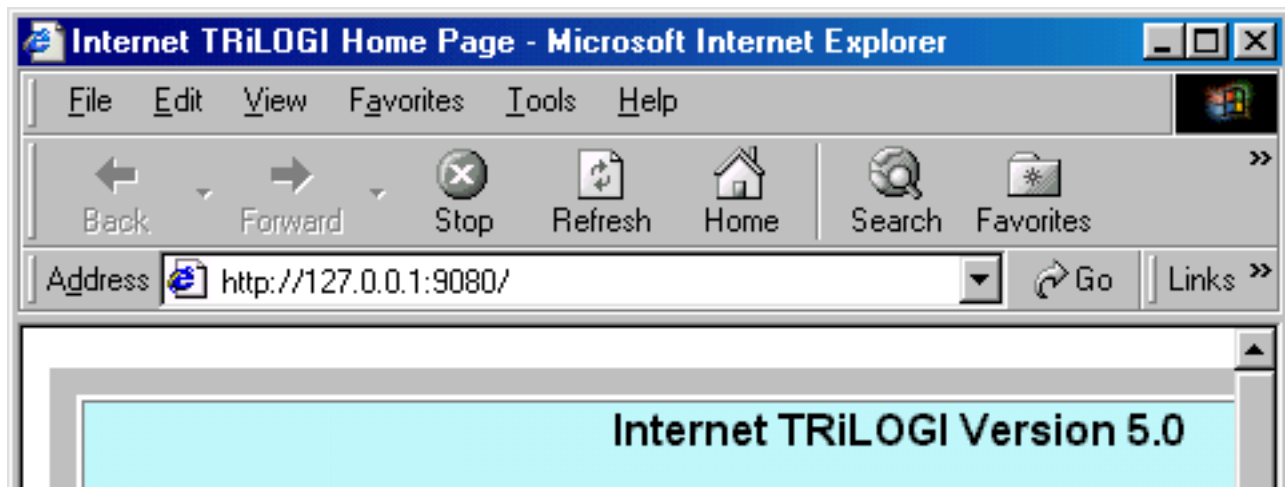 Internet TRiLOGI Home Page - Microsoft Internet Explorer
File Edit View Favorites Tools Help
Back Forward Stop Refresh Home Search Favorites »
Address http://127.0.0.1:9080/ Go Links »
Internet TRiLOGI Version 5.0